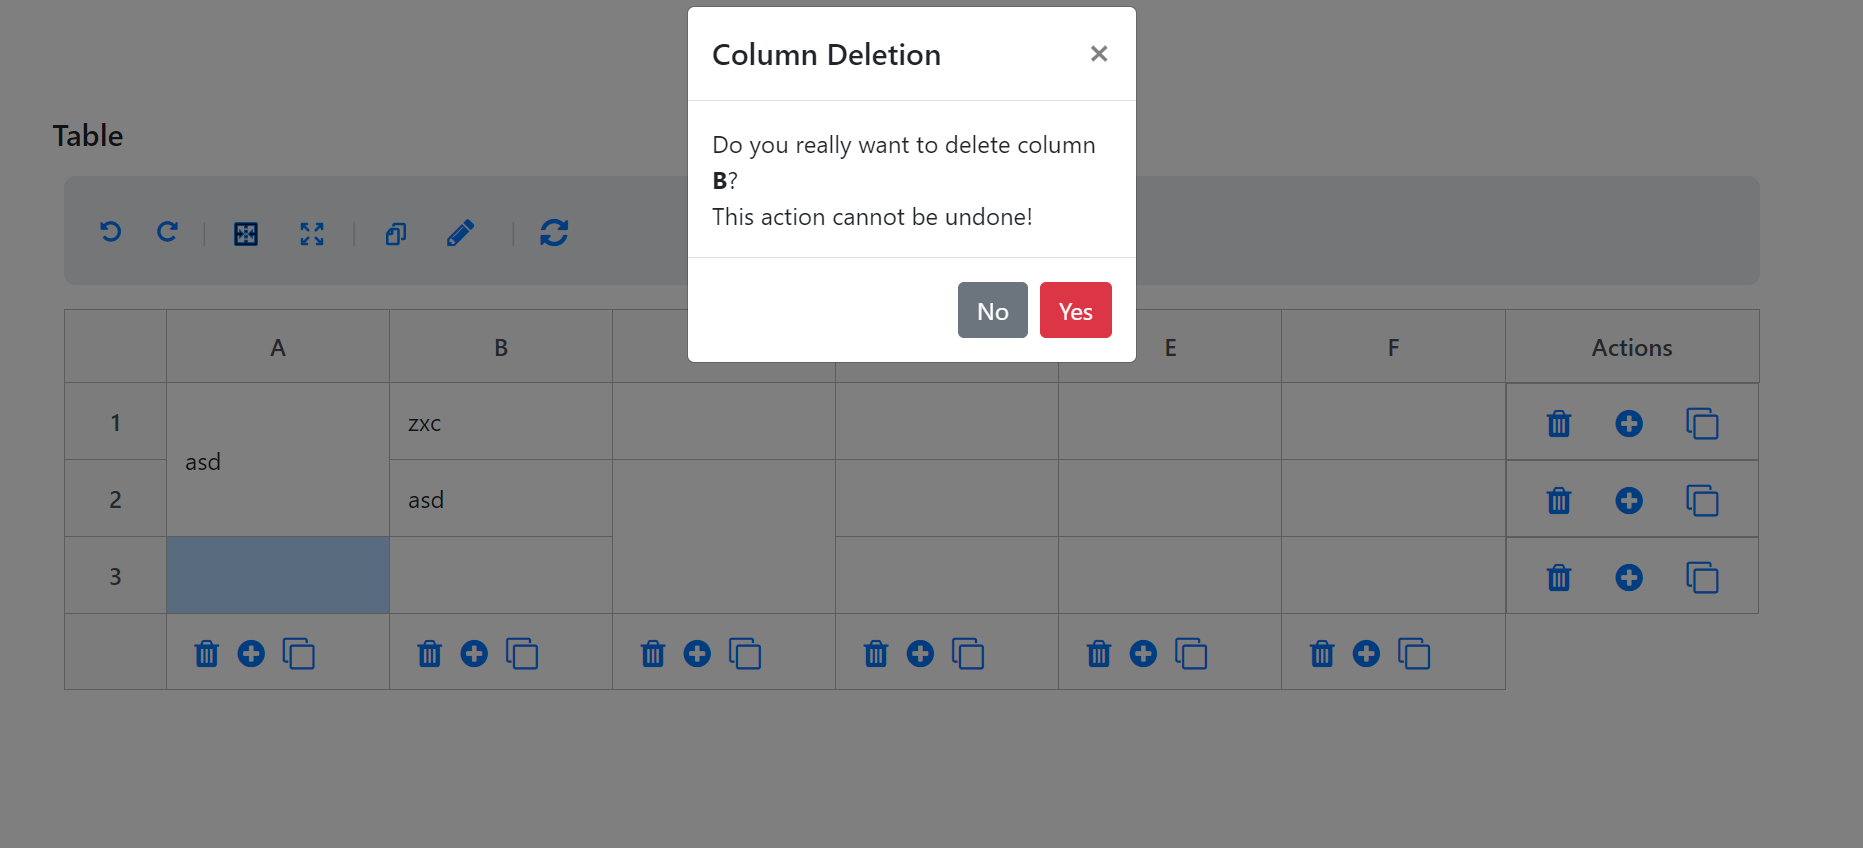 Column Deletion ×
Do you really want to delete column
B?
This action cannot be undone!
No Yes
Table
A B E F Actions
1 zxc
asd
2 asd
3